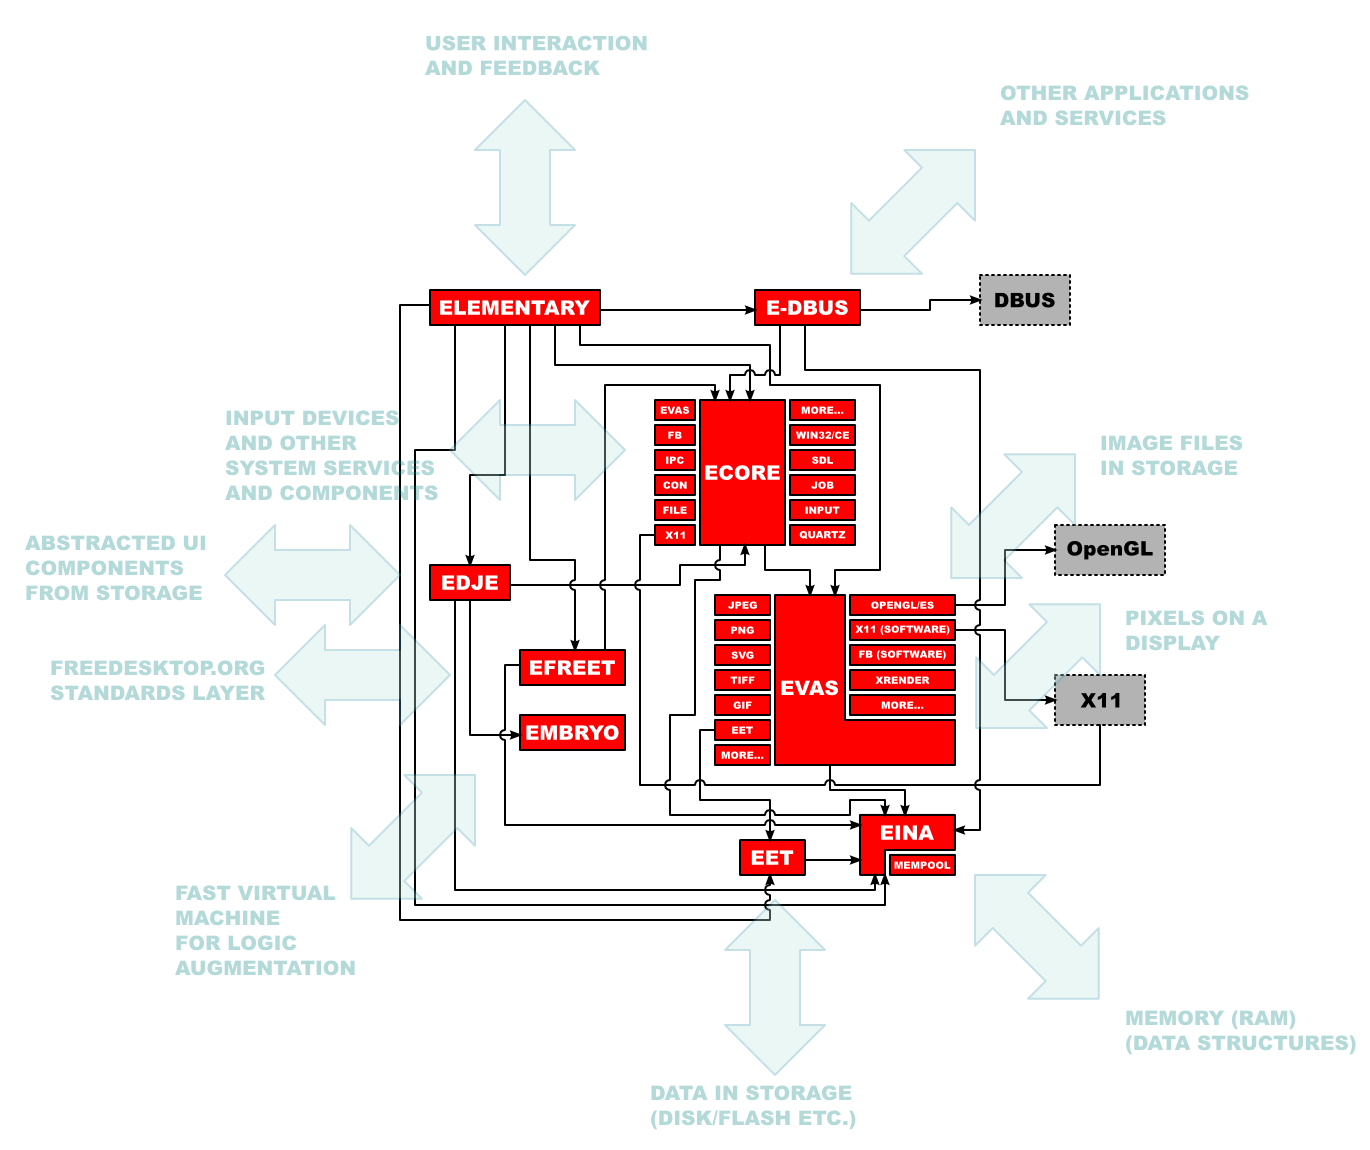 USER INTERACTION
AND FEEDBACK
OTHER APPLICATIONS
AND SERVICES
ELEMENTARY
E-DBUS
DBUS
INPUT DEVICES
AND OTHER
SYSTEM SERVICES
AND COMPONENTS
EVAS
FB
IPC
CON
FILE
X11
ECORE
MORE...
WIN32/CE
SDL
JOB
INPUT
QUARTZ
IMAGE FILES
IN STORAGE
OpenGL
ABSTRACTED UI
COMPONENTS
FROM STORAGE
EDJE
FREEDESKTOP.ORG
STANDARDS LAYER
EFREET
EMBRYO
JPEG
PNG
SVG
TIFF
GIF
EET
MORE...
EVAS
OPENGL/ES
X11 (SOFTWARE)
FB (SOFTWARE)
XRENDER
MORE...
PIXELS ON A
DISPLAY
X11
EINA
MEMPOOL
EET
FAST VIRTUAL
MACHINE
FOR LOGIC
AUGMENTATION
MEMORY (RAM)
(DATA STRUCTURES)
DATA IN STORAGE
(DISK/FLASH ETC.)